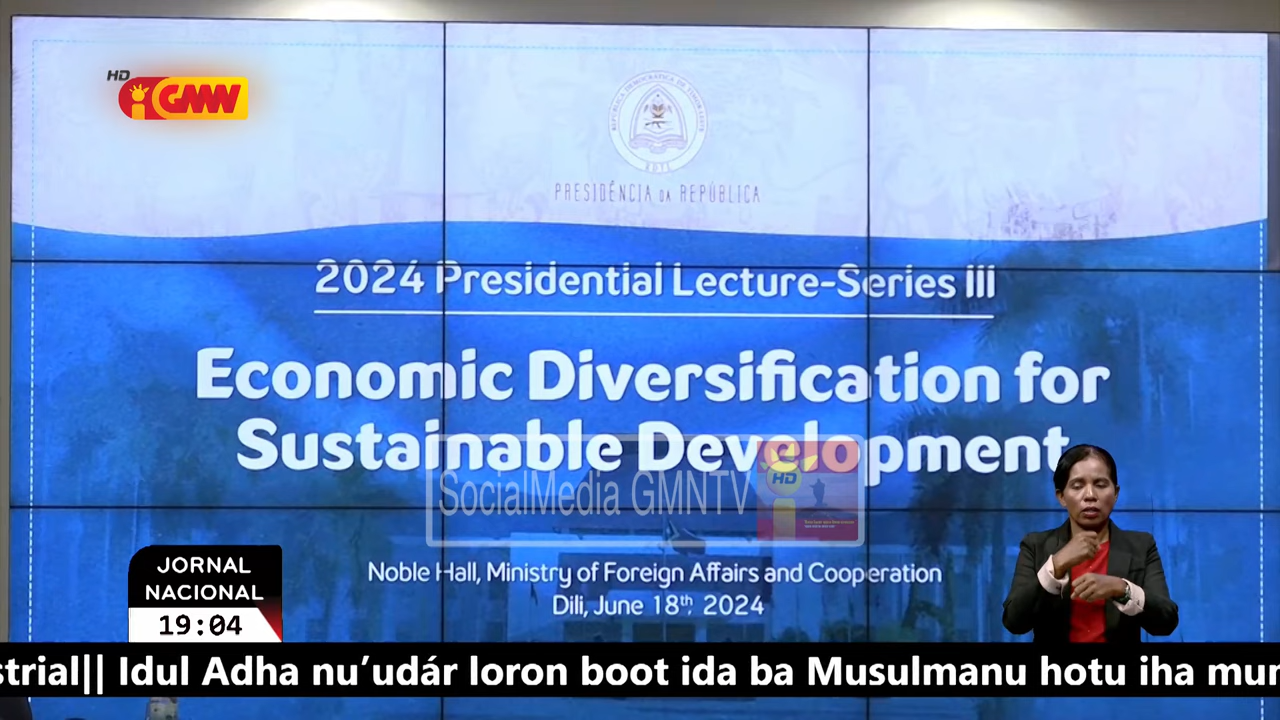 HD
GMN
REPÚBLICA DEMOCRÁTICA DE TIMOR-LESTE
RDTL
PRESIDÊNCIA DA REPÚBLICA
2024 Presidential Lecture-Series III
Economic Diversification for
Sustainable Development
SocialMedia GMNTV
HD
Noble Hall, Ministry of Foreign Affairs and Cooperation
Dili, June 18th, 2024
JORNAL
NACIONAL
19:04
strial|| Idul Adha nu’udár loron boot ida ba Musulmanu hotu iha mun